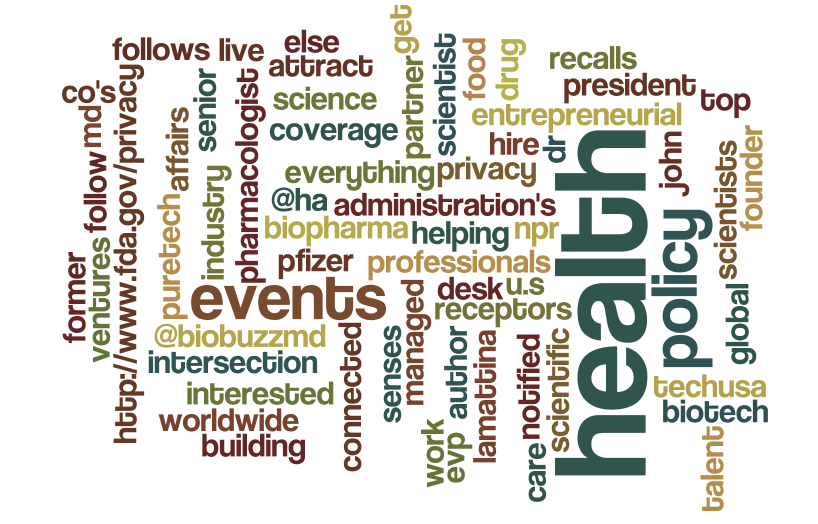 get
follows
live
else
attract
co's
md
http://www.fda.gov/privacy
senior
pharmacologist
science
coverage
partner
scientist
food
drug
recalls
president
top
entrepreneurial
hire
dr
affairs
everything
privacy
john
scientists
founder
follow
industry
@ha
administration's
biopharma
helping
npr
health
policy
puretech
pfizer
professionals
former
ventures
events
desk
u.s
receptors
managed
global
@biobuzzmd
intersection
connected
senses
author
lamattina
notified
scientific
techusa
biotech
interested
worldwide
building
work
evp
care
talent